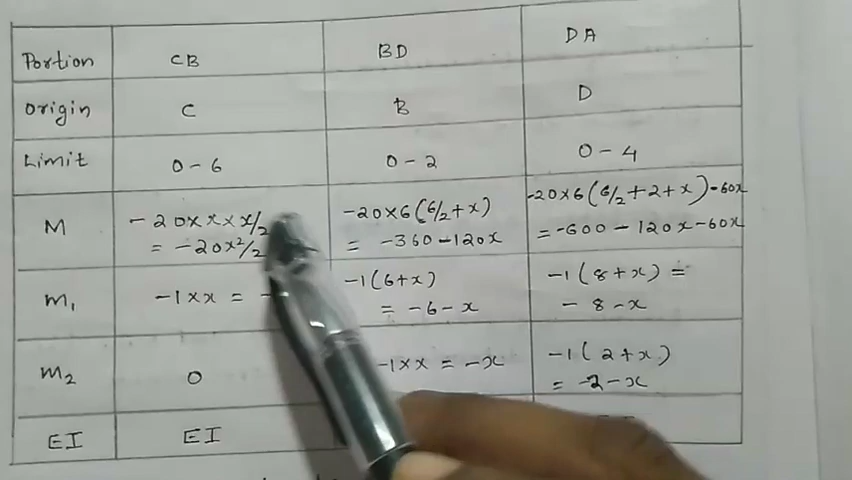 Portion CB BD DA
Origin C B D
Limit 0-6 0-2 0-4
M -20×x×x/2 -20×6(6/2+x) -20×6(6/2+2+x)-60x
= -20x²/2 = -360-120x = -600-120x-60x
m₁ -1×x = - -1(6+x) -1(8+x) =
= -6-x -8-x
m₂ 0 -1×x = -x -1(2+x)
= -2-x
EI EI